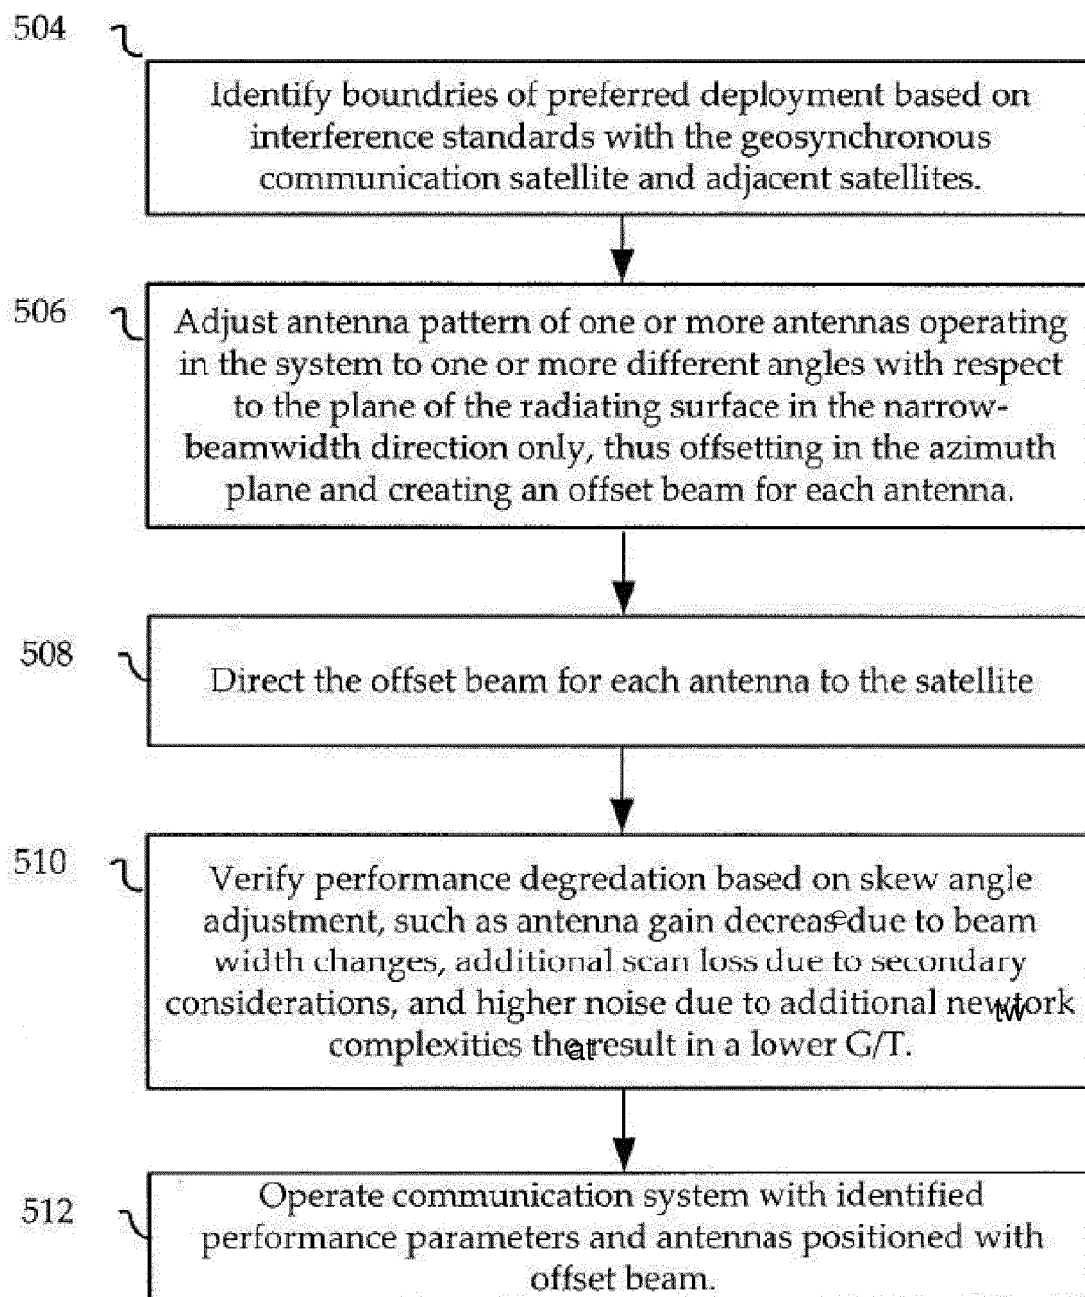 504
Identify boundries of preferred deployment based on
interference standards with the geosynchronous
communication satellite and adjacent satellites.
506
Adjust antenna pattern of one or more antennas operating
in the system to one or more different angles with respect
to the plane of the radiating surface in the narrow-
beamwidth direction only, thus offsetting in the azimuth
plane and creating an offset beam for each antenna.
508
Direct the offset beam for each antenna to the satellite
510
Verify performance degredation based on skew angle
adjustment, such as antenna gain decrease due to beam
width changes, additional scan loss due to secondary
considerations, and higher noise due to additional network
complexities that result in a lower G/T.
512
Operate communication system with identified
performance parameters and antennas positioned with
offset beam.